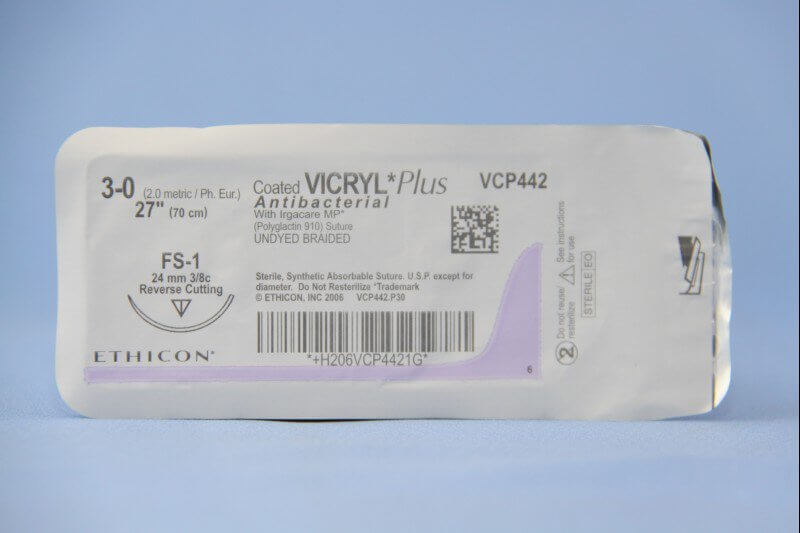 3-0 (2.0 metric / Ph. Eur.)
27" (70 cm)
FS-1
24 mm 3/8c
Reverse Cutting
ETHICON*
Coated VICRYL* Plus VCP442
Antibacterial
With Irgacare MP*
(Polyglactin 910) Suture
UNDYED BRAIDED
Sterile, Synthetic Absorbable Suture. U.S.P. except for
diameter. Do Not Resterilize *Trademark
© ETHICON, INC 2006 VCP442.P30
*+H206VCP4421G*
6
2 Do not reuse/
resterilize
See instructions
for use
STERILE EO